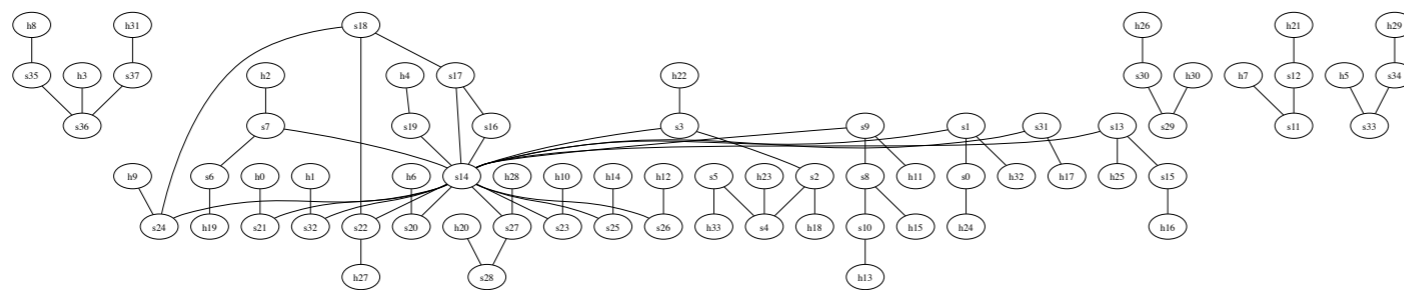 h8 h31 s18 h26 h21 h29
s35 h3 s37 h2 h4 s17 h22 s30 h30 h7 s12 h5 s34
s36 s7 s19 s16 s3 s9 s1 s31 s13 s29 s11 s33
h9 s6 h0 h1 h6 s14 h28 h10 h14 h12 s5 h23 s2 s8 h11 s0 h32 h17 h25 s15
s24 h19 s21 s32 s22 s20 h20 s27 s23 s25 s26 h33 s4 h18 s10 h15 h24 h16
h27 s28 h13